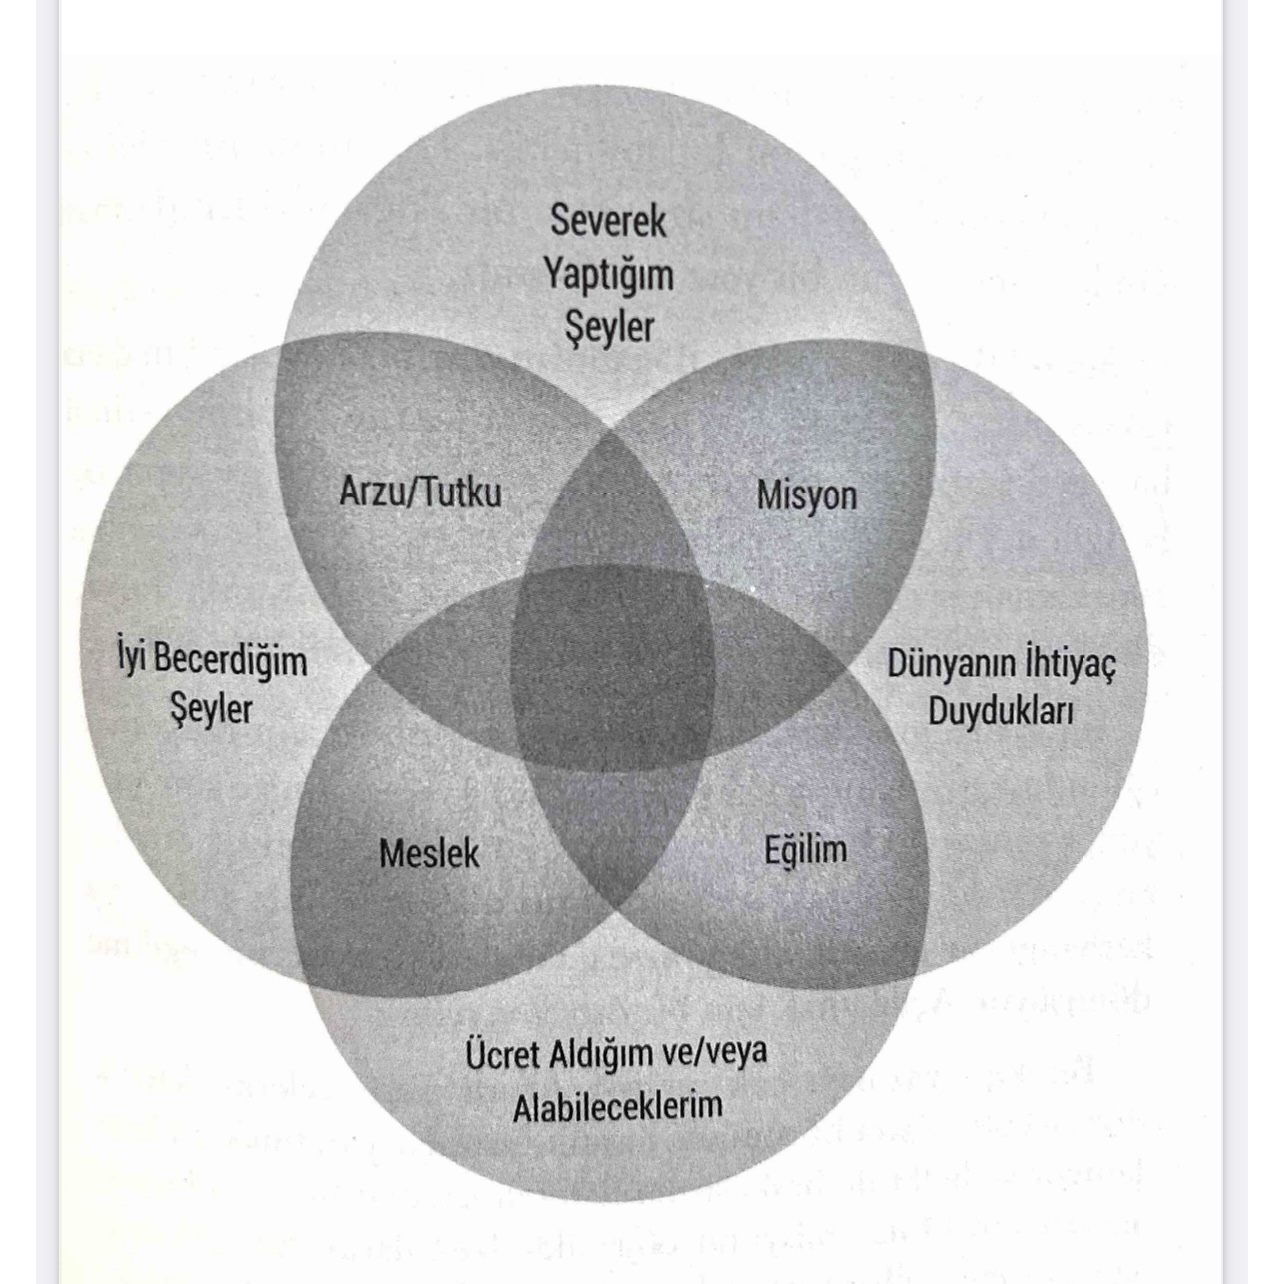 Severek
Yaptığım
Şeyler
Arzu/Tutku
Misyon
İyi Becerdiğim
Şeyler
Dünyanın İhtiyaç
Duydukları
Meslek
Eğilim
Ücret Aldığım ve/veya
Alabileceklerim